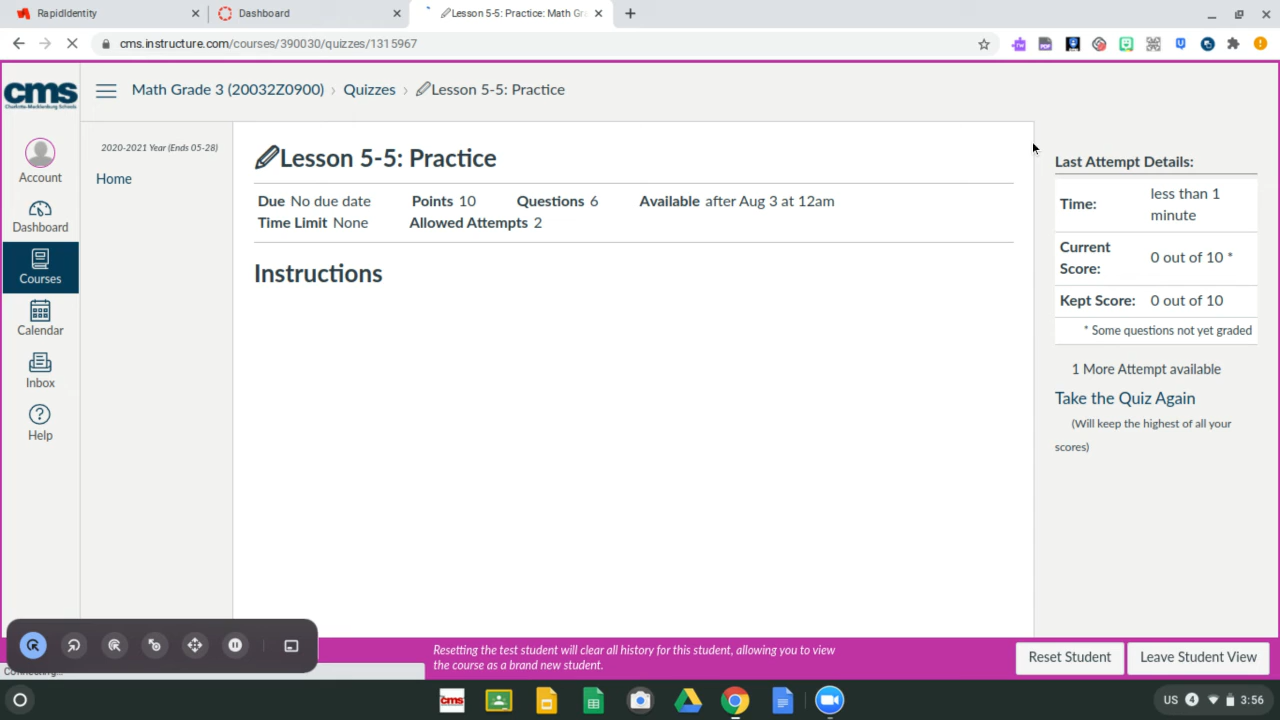 RapidIdentity
Dashboard
Lesson 5-5: Practice: Math Gr
cms.instructure.com/courses/390030/quizzes/1315967
cms
Charlotte-Mecklenburg Schools
Math Grade 3 (20032Z0900) › Quizzes › Lesson 5-5: Practice
Account
Dashboard
Courses
Calendar
Inbox
Help
2020-2021 Year (Ends 05-28)
Home
Lesson 5-5: Practice
Due No due date Points 10 Questions 6 Available after Aug 3 at 12am
Time Limit None Allowed Attempts 2
Instructions
Last Attempt Details:
Time: less than 1
minute
Current
Score: 0 out of 10 *
Kept Score: 0 out of 10
* Some questions not yet graded
1 More Attempt available
Take the Quiz Again
(Will keep the highest of all your
scores)
Resetting the test student will clear all history for this student, allowing you to view
the course as a brand new student.
Reset Student
Leave Student View
cms
US 4 3:56